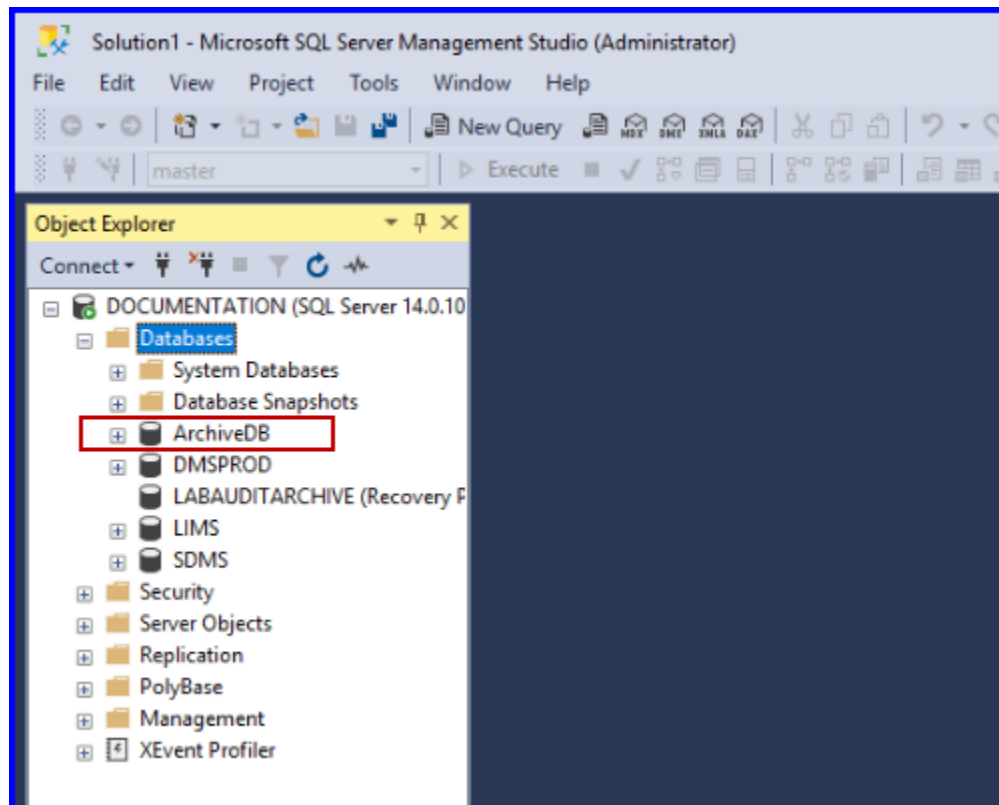 Solution1 - Microsoft SQL Server Management Studio (Administrator)
File Edit View Project Tools Window Help
New Query MDX DMX XMLA DAX
master Execute
Object Explorer
Connect
DOCUMENTATION (SQL Server 14.0.10
Databases
System Databases
Database Snapshots
ArchiveDB
DMSPROD
LABAUDITARCHIVE (Recovery P
LIMS
SDMS
Security
Server Objects
Replication
PolyBase
Management
XEvent Profiler